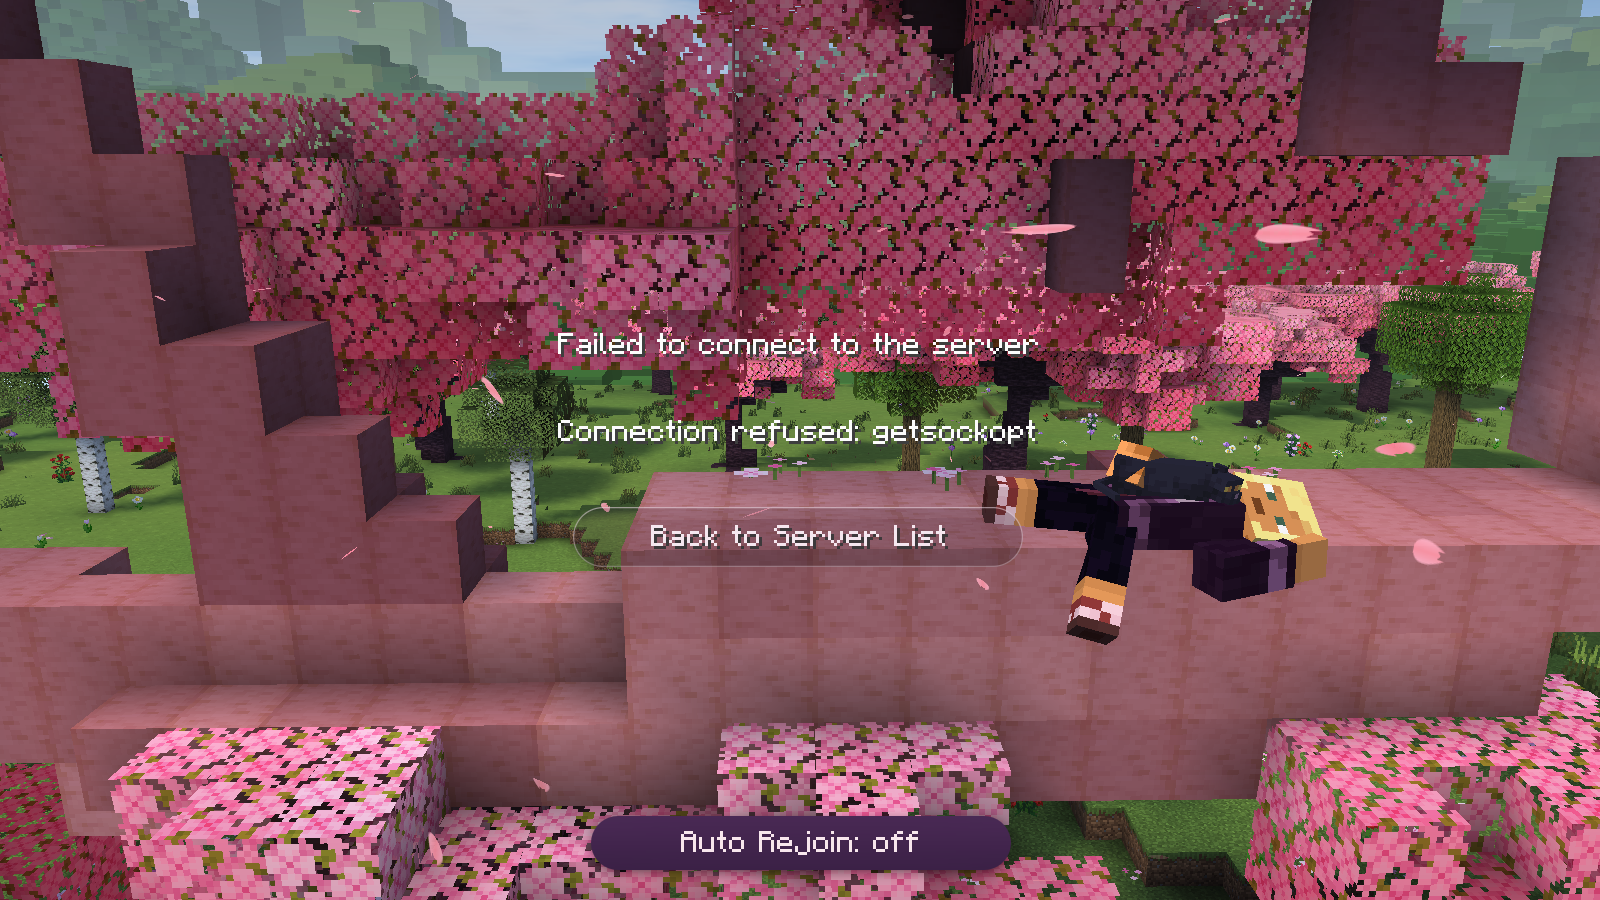 Failed to connect to the server
Connection refused: getsockopt
Back to Server List
Auto Rejoin: off